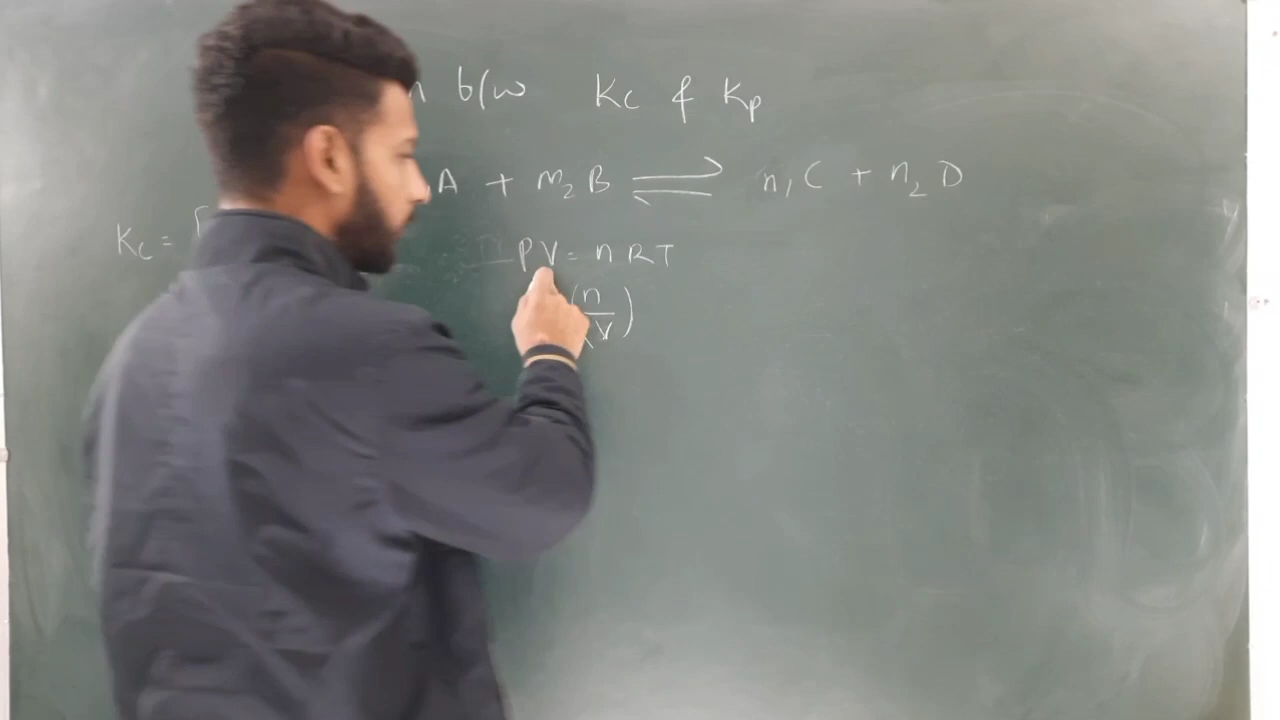 b/w Kc & Kp
A + m₂B ⇌ n₁C + n₂D
Kc = [
PV = nRT
(n/V)